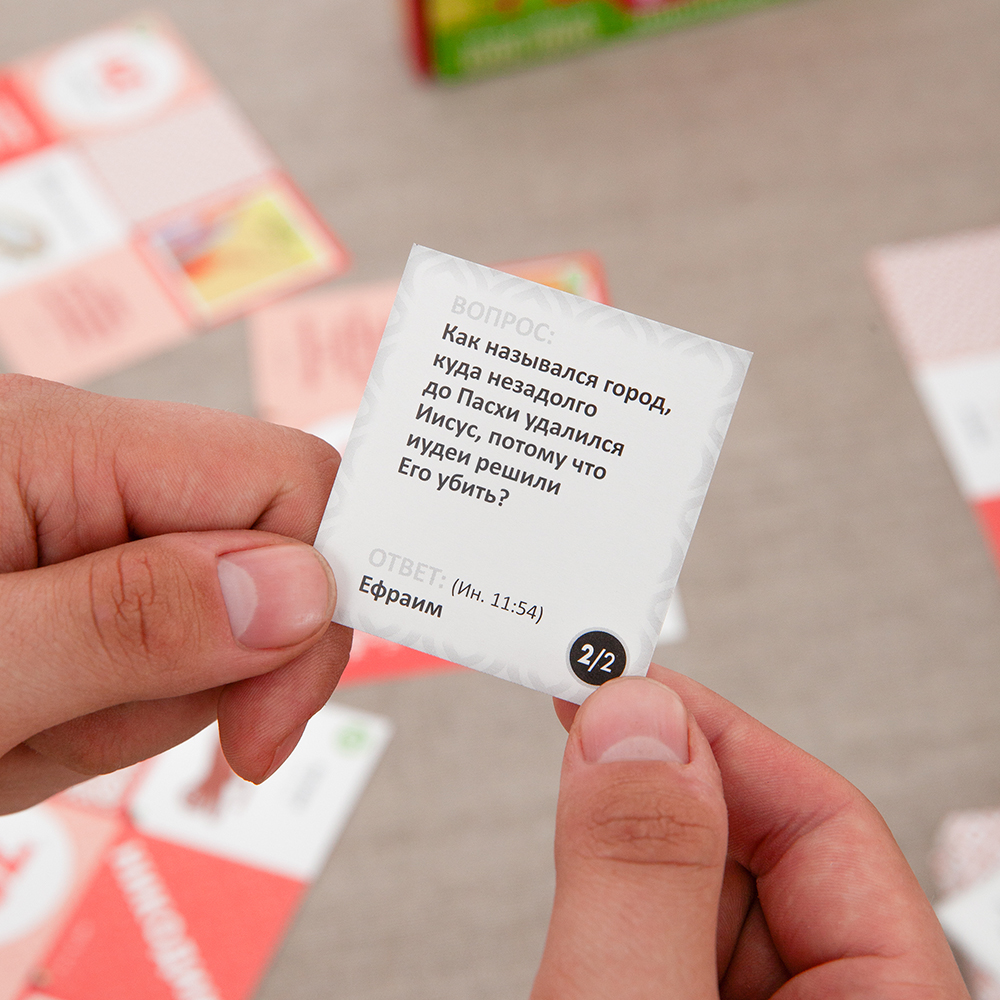 ВОПРОС:
Как назывался город,
куда незадолго
до Пасхи удалился
Иисус, потому что
иудеи решили
Его убить?
ОТВЕТ: (Ин. 11:54)
Ефраим
2/2